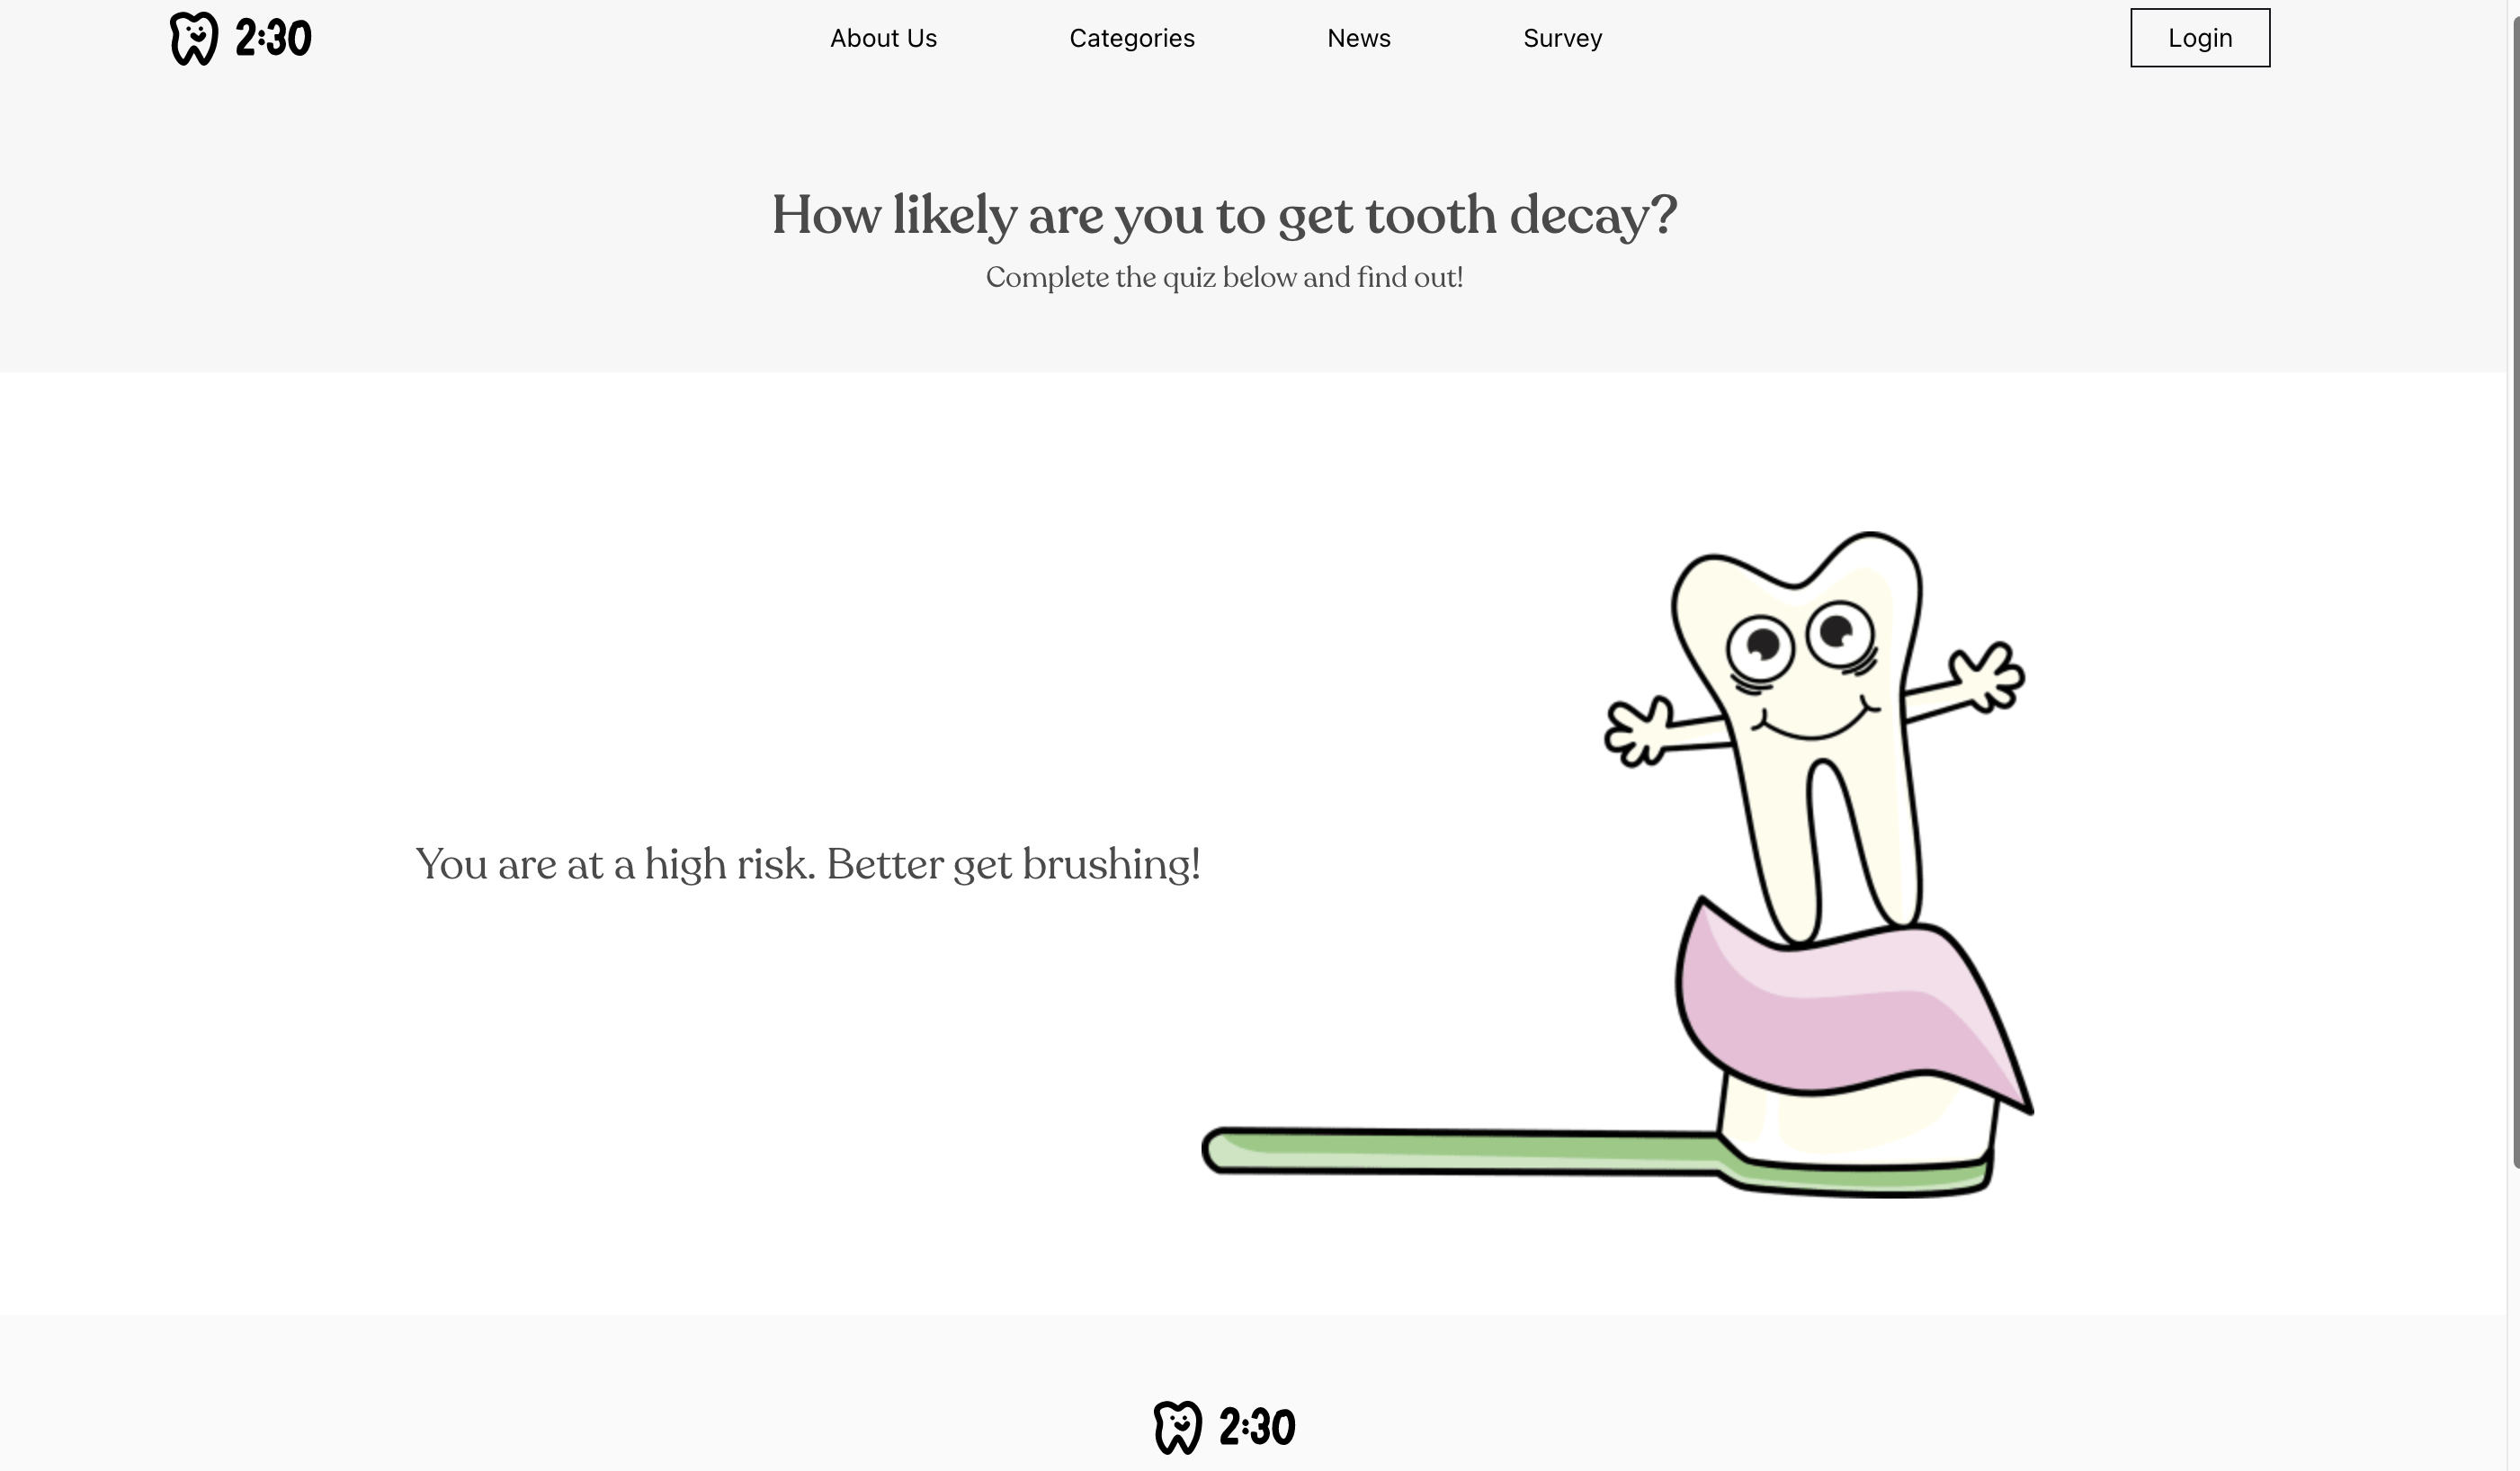 2:30
About Us
Categories
News
Survey
Login
How likely are you to get tooth decay?
Complete the quiz below and find out!
You are at a high risk. Better get brushing!
2:30